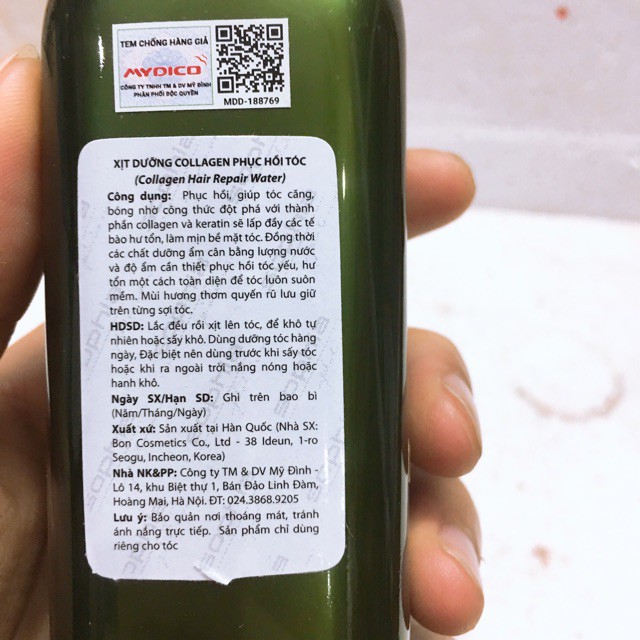 TEM CHỐNG HÀNG GIẢ
MYDICO
CÔNG TY TNHH TM & DV MỸ ĐÌNH
PHÂN PHỐI ĐỘC QUYỀN
MDD-188769
XỊT DƯỠNG COLLAGEN PHỤC HỒI TÓC
(Collagen Hair Repair Water)
Công dụng: Phục hồi, giúp tóc căng,
bóng nhờ công thức đột phá với thành
phần collagen và keratin sẽ lấp đầy các tế
bào hư tổn, làm mịn bề mặt tóc. Đồng thời
các chất dưỡng ẩm cân bằng lượng nước
và độ ẩm cần thiết phục hồi tóc yếu, hư
tổn một cách toàn diện để tóc luôn suôn
mềm. Mùi hương thơm quyến rũ lưu giữ
trên từng sợi tóc.
HDSD: Lắc đều rồi xịt lên tóc, để khô tự
nhiên hoặc sấy khô. Dùng dưỡng tóc hàng
ngày, Đặc biệt nên dùng trước khi sấy tóc
hoặc khi ra ngoài trời nắng nóng hoặc
hanh khô.
Ngày SX/Hạn SD: Ghi trên bao bì
(Năm/Tháng/Ngày)
Xuất xứ: Sản xuất tại Hàn Quốc (Nhà SX:
Bon Cosmetics Co., Ltd - 38 Ideun, 1-ro
Seogu, Incheon, Korea)
Nhà NK&PP: Công ty TM & DV Mỹ Đình -
Lô 14, khu Biệt thự 1, Bán Đảo Linh Đàm,
Hoàng Mai, Hà Nội. ĐT: 024.3868.9205
Lưu ý: Bảo quản nơi thoáng mát, tránh
ánh nắng trực tiếp. Sản phẩm chỉ dùng
riêng cho tóc